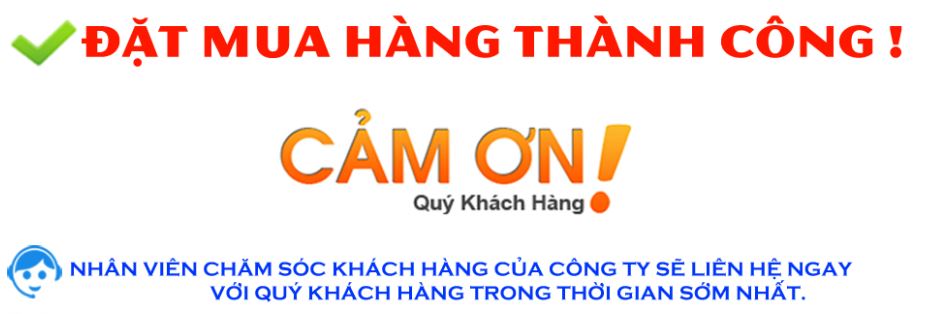 ĐẶT MUA HÀNG THÀNH CÔNG !
CẢM ƠN!
Quý Khách Hàng
NHÂN VIÊN CHĂM SÓC KHÁCH HÀNG CỦA CÔNG TY SẼ LIÊN HỆ NGAY
VỚI QUÝ KHÁCH HÀNG TRONG THỜI GIAN SỚM NHẤT.